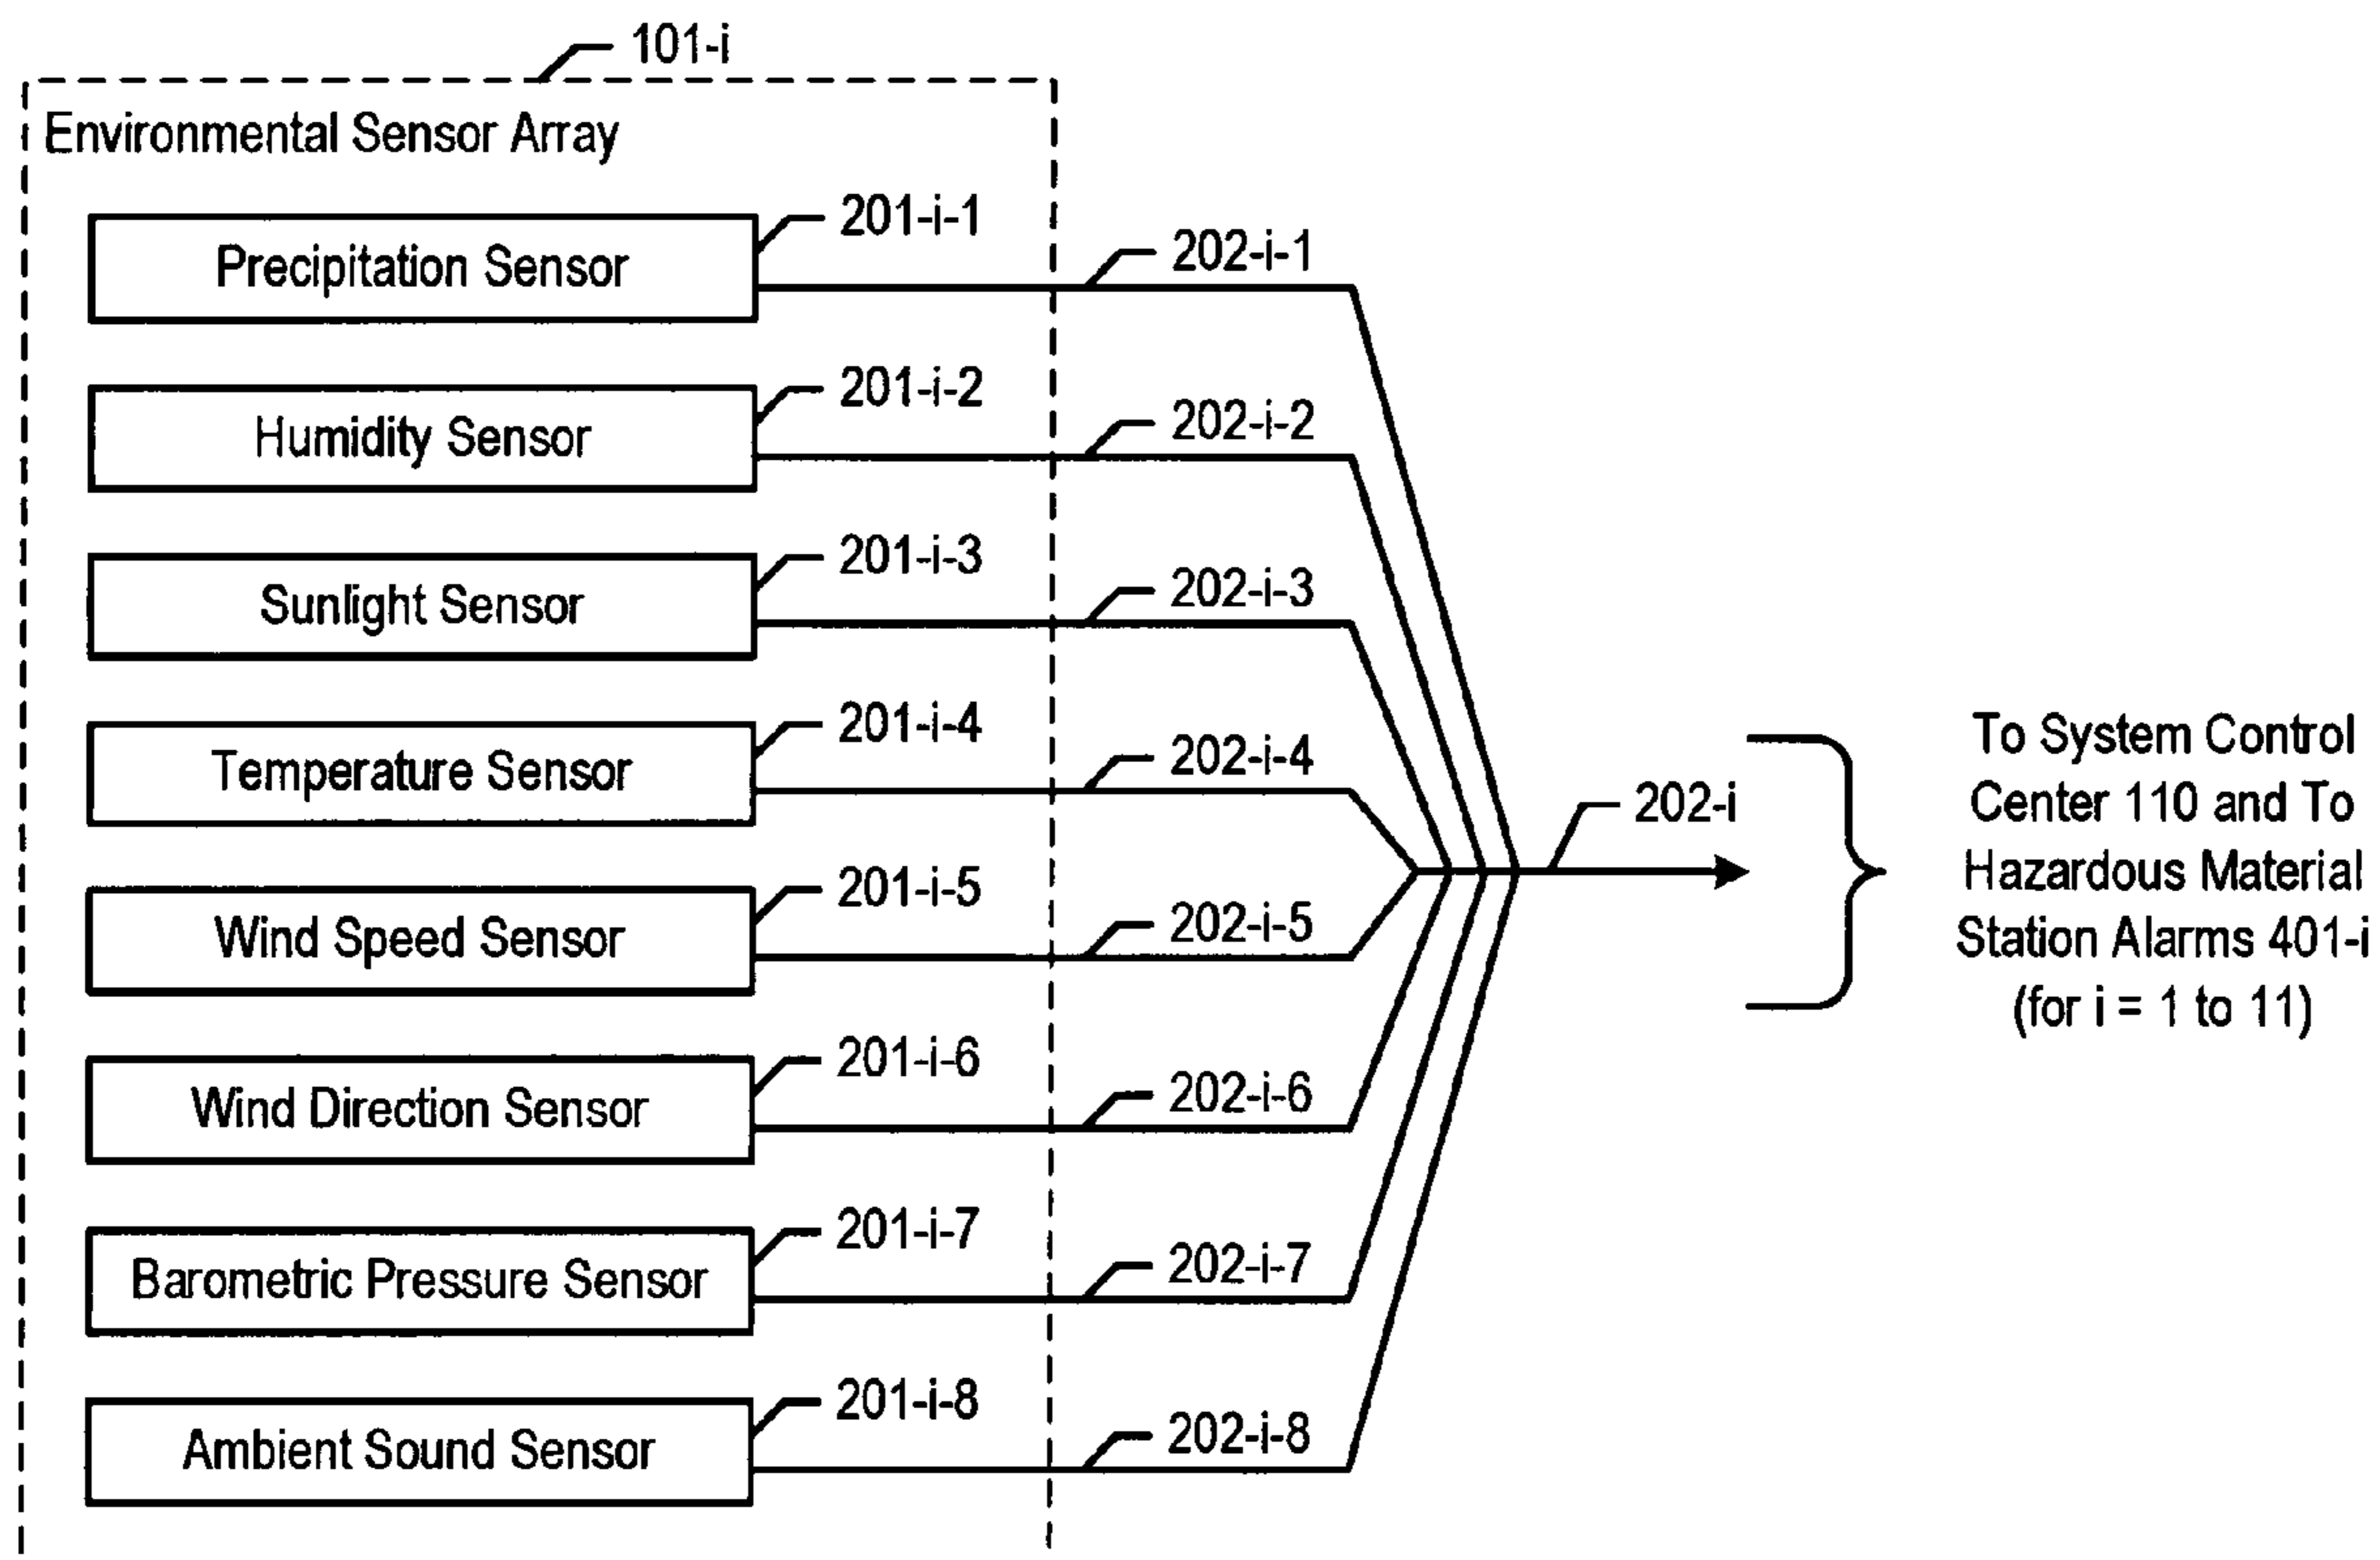 101-i
Environmental Sensor Array
201-i-1
Precipitation Sensor
202-i-1
201-i-2
Humidity Sensor
202-i-2
201-i-3
Sunlight Sensor
202-i-3
201-i-4
Temperature Sensor
202-i-4
201-i-5
Wind Speed Sensor
202-i-5
201-i-6
Wind Direction Sensor
202-i-6
201-i-7
Barometric Pressure Sensor
202-i-7
201-i-8
Ambient Sound Sensor
202-i-8
202-i
To System Control
Center 110 and To
Hazardous Material
Station Alarms 401-i
(for i = 1 to 11)